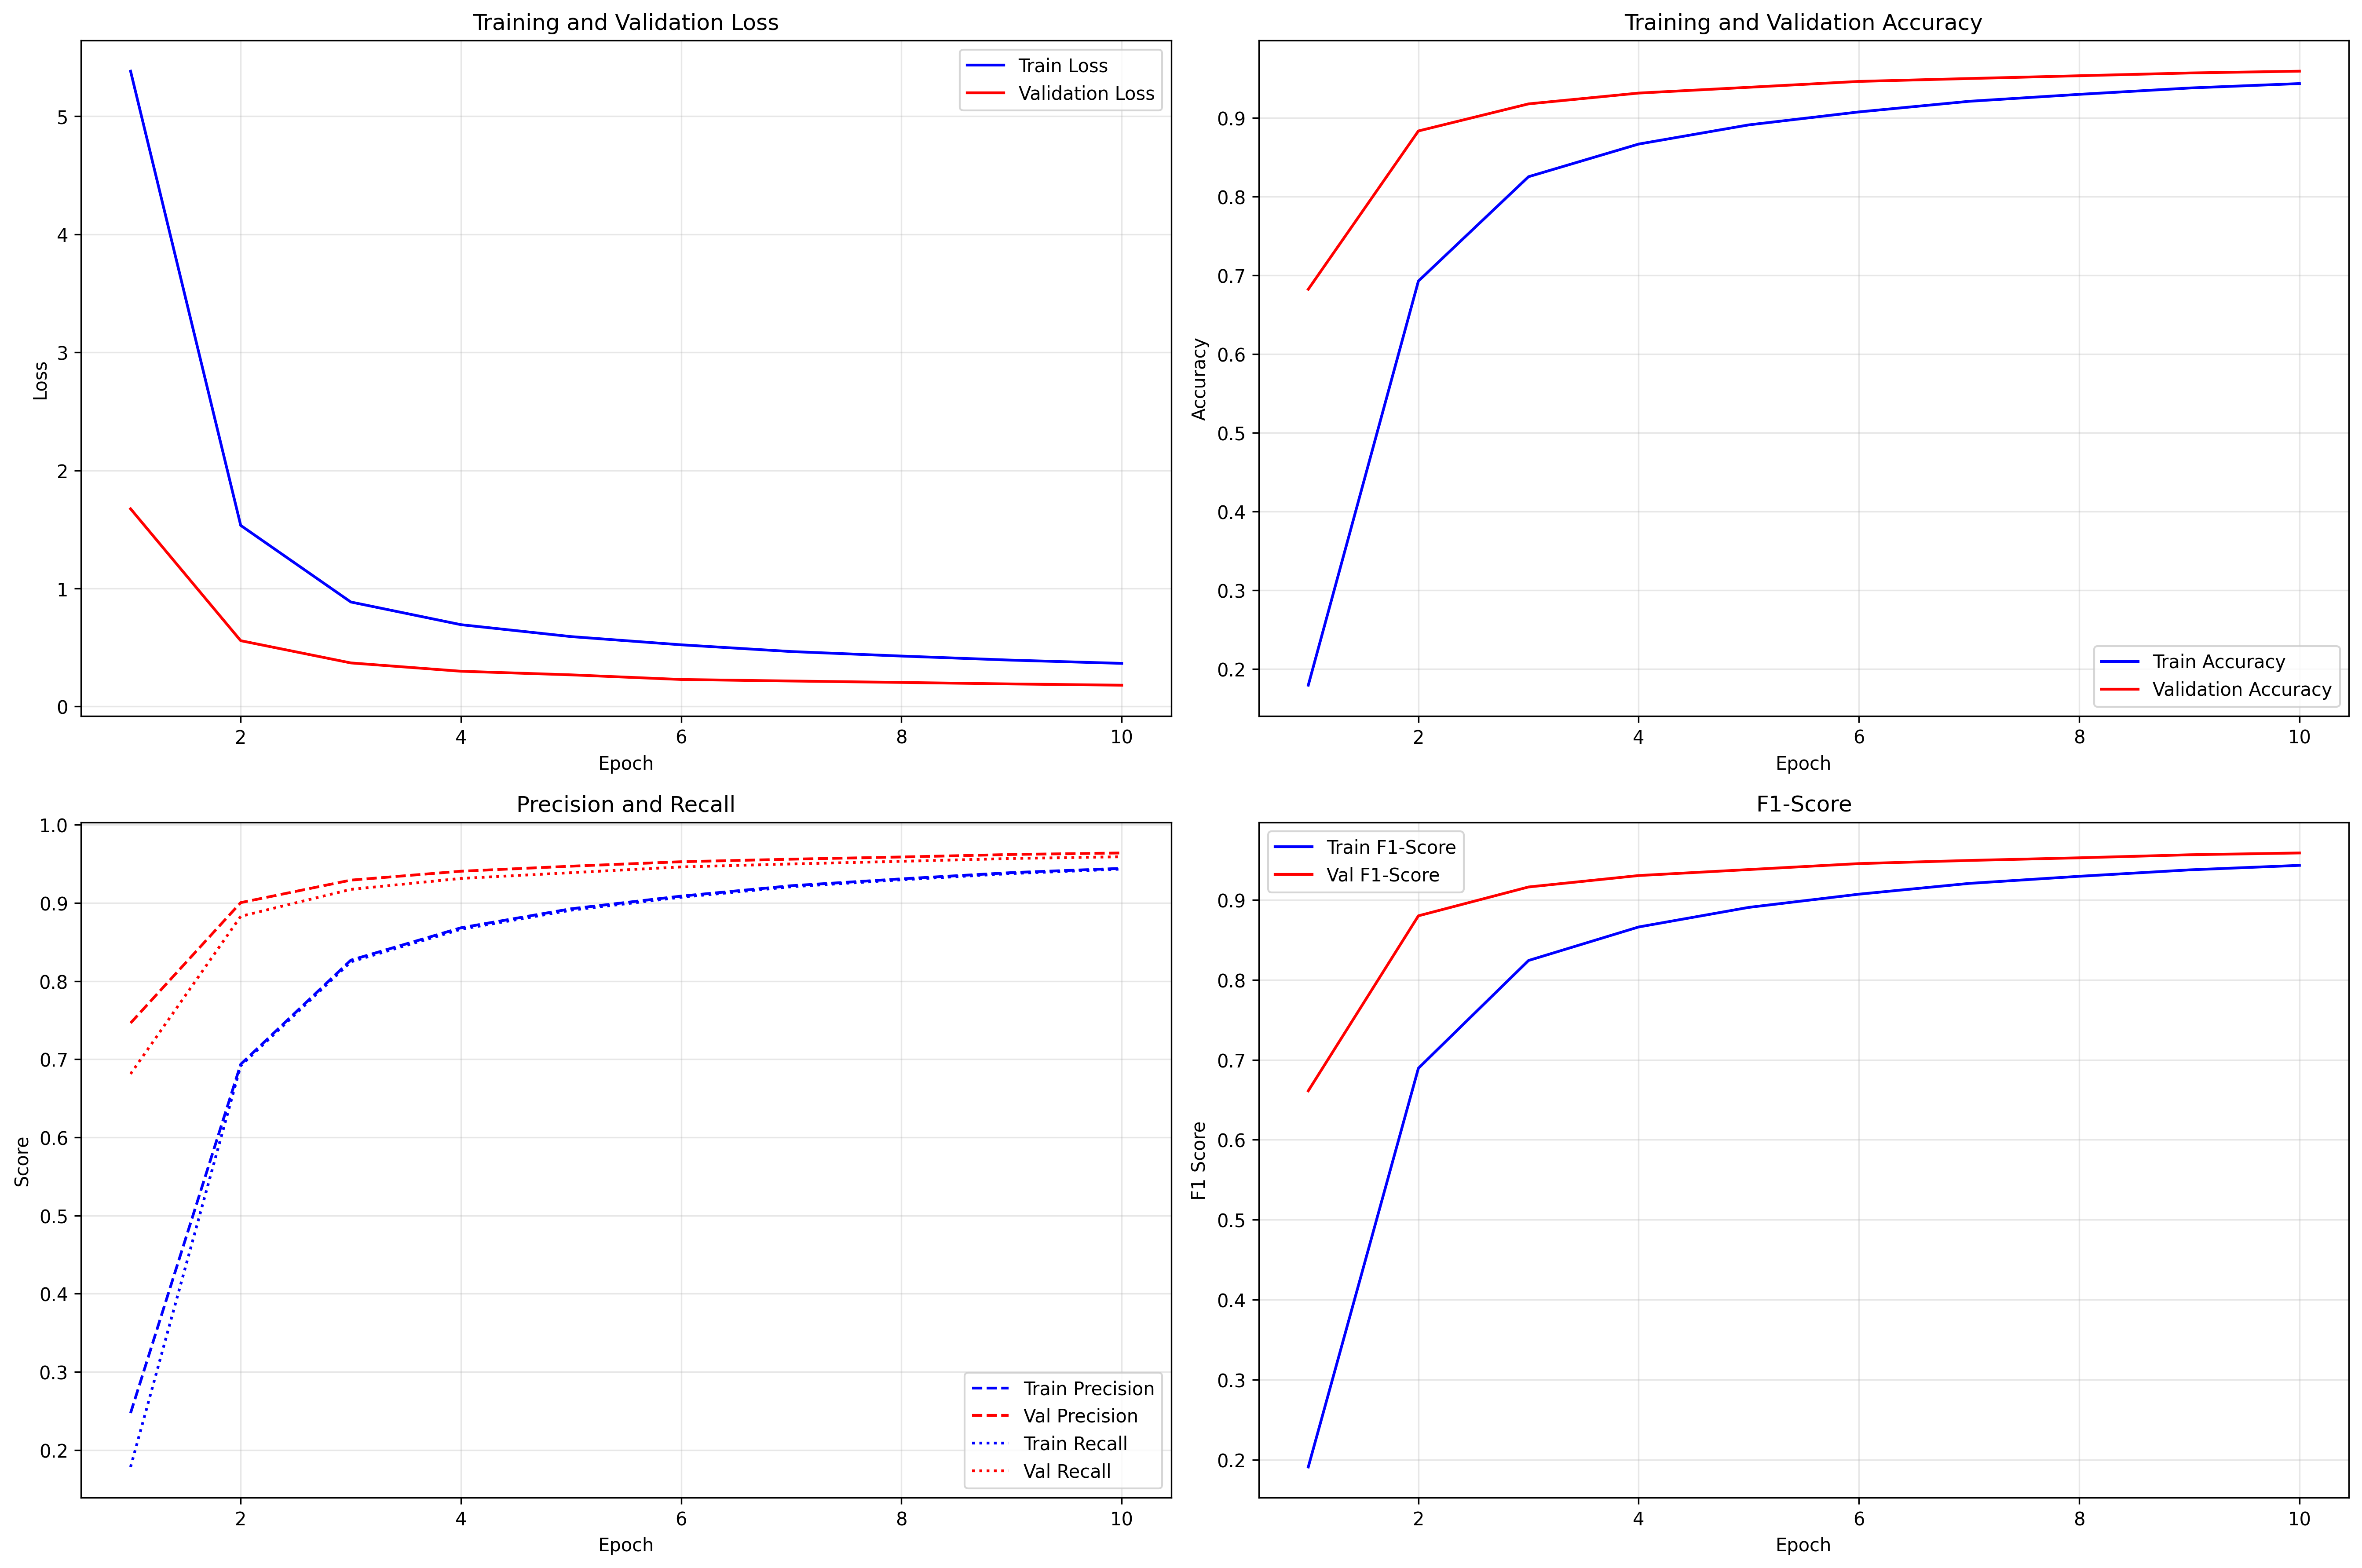 Training and Validation Loss
Train Loss
Validation Loss
5
4
3
2
1
0
Loss
2 4 6 8 10
Epoch
Training and Validation Accuracy
0.9
0.8
0.7
0.6
0.5
0.4
0.3
0.2
Accuracy
Train Accuracy
Validation Accuracy
2 4 6 8 10
Epoch
Precision and Recall
1.0
0.9
0.8
0.7
0.6
0.5
0.4
0.3
0.2
Score
Train Precision
Val Precision
Train Recall
Val Recall
2 4 6 8 10
Epoch
F1-Score
Train F1-Score
Val F1-Score
0.9
0.8
0.7
0.6
0.5
0.4
0.3
0.2
F1 Score
2 4 6 8 10
Epoch